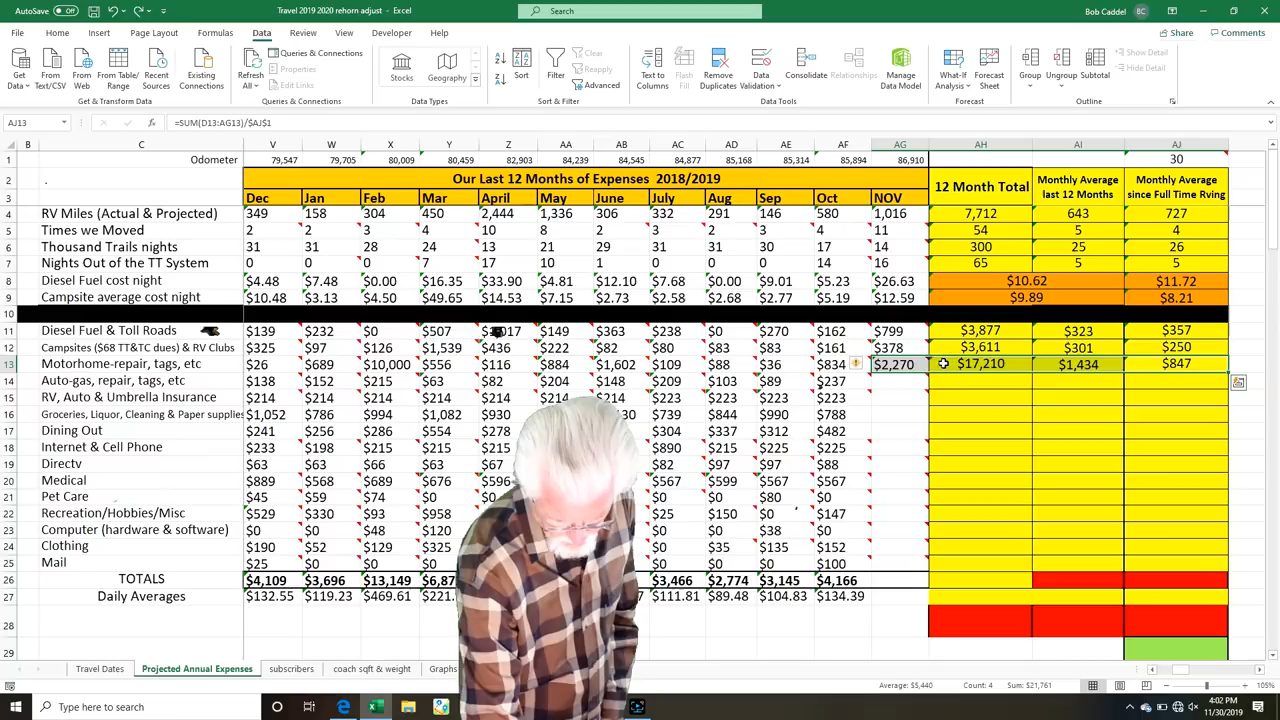 AutoSave Off Travel 2019 2020 rehorn adjust - Excel Search Bob Caddel BC
File Home Insert Page Layout Formulas Data Review View Developer Help Share Comments
Get Data From Text/CSV From Web From Table/Range Recent Sources Existing Connections Refresh All Queries & Connections Properties Edit Links Stocks Geography Sort Filter Clear Reapply Advanced Text to Columns Flash Fill Remove Duplicates Data Validation Consolidate Relationships Manage Data Model What-If Analysis Forecast Sheet Group Ungroup Subtotal Show Detail Hide Detail
Get & Transform Data Queries & Connections Data Types Sort & Filter Data Tools Forecast Outline
AJ13 =SUM(D13:AG13)/$AJ$1
B C V W X Y Z AA AB AC AD AE AF AG AH AI AJ
1 Odometer 79,547 79,705 80,009 80,459 82,903 84,239 84,545 84,877 85,168 85,314 85,894 86,910 30
2 . Our Last 12 Months of Expenses 2018/2019 12 Month Total Monthly Average last 12 Months Monthly Average since Full Time Rving
3 Dec Jan Feb Mar April May June July Aug Sep Oct NOV
4 RV Miles (Actual & Projected) 349 158 304 450 2,444 1,336 306 332 291 146 580 1,016 7,712 643 727
5 Times we Moved 2 2 3 4 10 8 2 3 2 3 4 11 54 5 4
6 Thousand Trails nights 31 31 28 24 13 21 29 31 31 30 17 14 300 25 26
7 Nights Out of the TT System 0 0 0 7 17 10 1 0 0 0 14 16 65 5 5
8 Diesel Fuel cost night $4.48 $7.48 $0.00 $16.35 $33.90 $4.81 $12.10 $7.68 $0.00 $9.01 $5.23 $26.63 $10.62 $11.72
9 Campsite average cost night $10.48 $3.13 $4.50 $49.65 $14.53 $7.15 $2.73 $2.58 $2.68 $2.77 $5.19 $12.59 $9.89 $8.21
10
11 Diesel Fuel & Toll Roads $139 $232 $0 $507 $1,017 $149 $363 $238 $0 $270 $162 $799 $3,877 $323 $357
12 Campsites ($68 TT&TC dues) & RV Clubs $325 $97 $126 $1,539 $436 $222 $82 $80 $83 $83 $161 $378 $3,611 $301 $250
13 Motorhome-repair, tags, etc $26 $689 $10,000 $556 $116 $884 $1,602 $109 $88 $36 $834 $2,270 $17,210 $1,434 $847
14 Auto-gas, repair, tags, etc $138 $152 $215 $63 $82 $204 $148 $209 $103 $89 $237
15 RV, Auto & Umbrella Insurance $214 $214 $214 $214 $214 $214 $214 $214 $214 $214 $214
16 Groceries, Liquor, Cleaning & Paper supplies $1,052 $786 $994 $1,082 $930 $739 $844 $990 $788
17 Dining Out $241 $256 $286 $554 $278 $304 $337 $312 $482
18 Internet & Cell Phone $233 $198 $215 $215 $215 $890 $215 $225 $225
19 Directv $63 $63 $66 $63 $67 $82 $97 $97 $88
20 Medical $889 $568 $689 $676 $596 $567 $599 $567 $567
21 Pet Care $45 $59 $74 $0 $0 $0 $0 $80 $0
22 Recreation/Hobbies/Misc $529 $330 $93 $958 $25 $150 $0 $147
23 Computer (hardware & software) $0 $0 $48 $120 $0 $0 $38 $0
24 Clothing $190 $52 $129 $325 $0 $35 $135 $152
25 Mail $25 $0 $0 $0 $0 $0 $0 $100
26 TOTALS $4,109 $3,696 $13,149 $3,466 $2,774 $3,145 $4,166
27 Daily Averages $132.55 $119.23 $469.61 $111.81 $89.48 $104.83 $134.39
28
29
Travel Dates Projected Annual Expenses subscribers coach sqft & weight Graphs
Average: $5,440 Count: 4 Sum: $21,761 105%
Type here to search 4:02 PM
11/30/2019